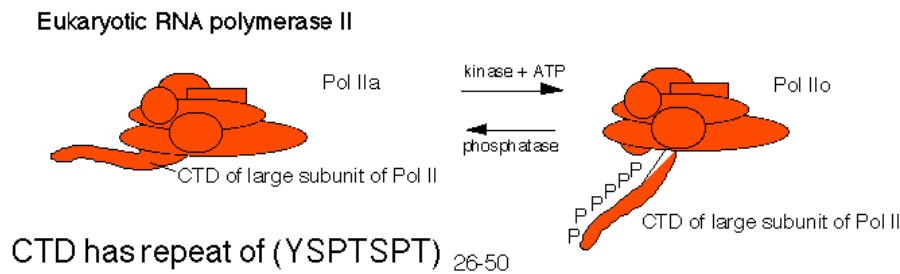 Eukaryotic RNA polymerase II
Pol IIa
kinase + ATP
Pol IIo
phosphatase
CTD of large subunit of Pol II
P
P
P
P
P
P
CTD of large subunit of Pol II
CTD has repeat of (YSPTSPT) 26-50